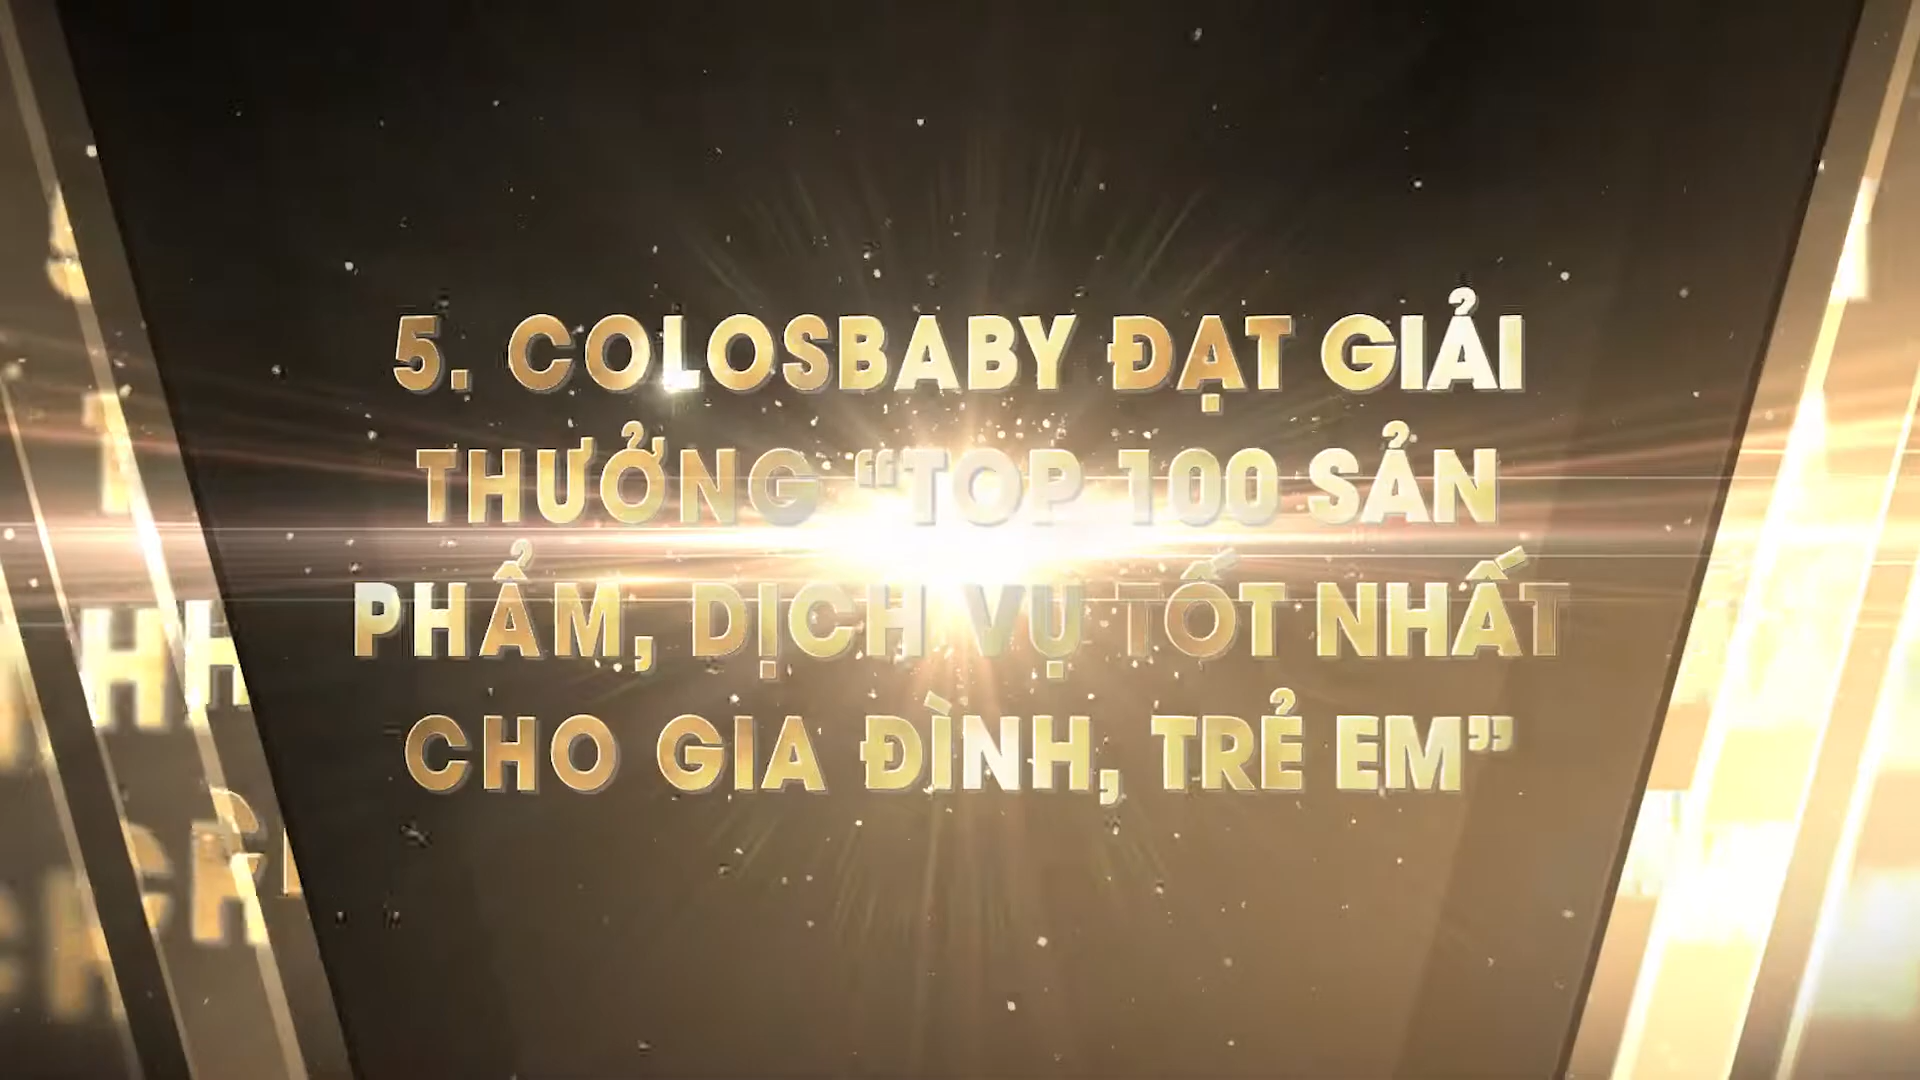 5. COLOSBABY ĐẠT GIẢI
THƯỞNG “TOP 100 SẢN
PHẨM, DỊCH VỤ TỐT NHẤT
CHO GIA ĐÌNH, TRẺ EM”